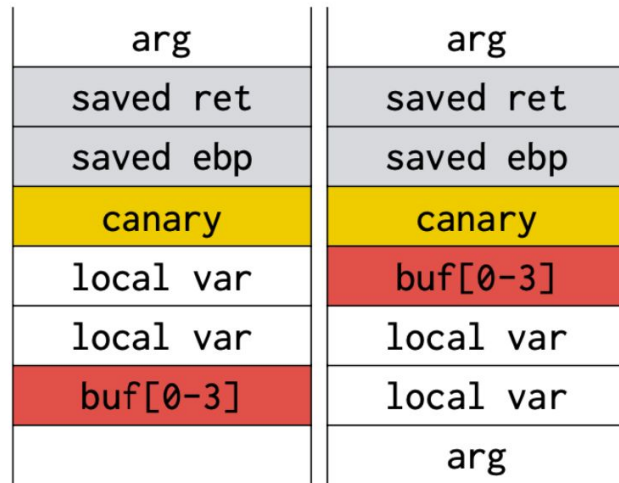 arg
saved ret
saved ebp
canary
local var
local var
buf[0-3]
arg
saved ret
saved ebp
canary
buf[0-3]
local var
local var
arg